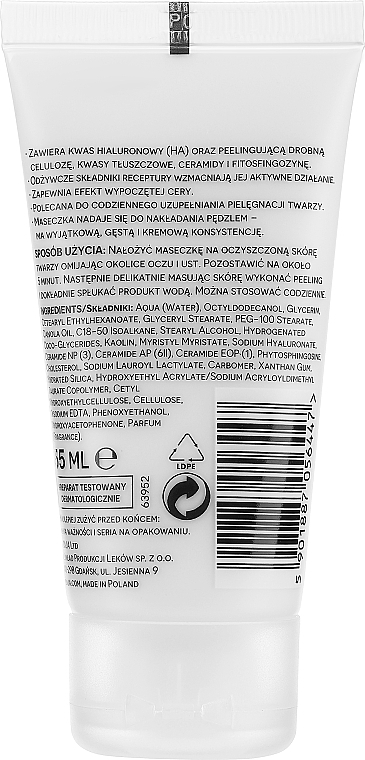 - Zawiera kwas hialuronowy (HA) oraz peelingującą drobną
celulozę, kwasy tłuszczowe, ceramidy i fitosfingozynę.
- Odżywcze składniki receptury wzmacniają jej aktywne działanie.
- Zapewnia efekt wypoczętej cery.
- Polecana do codziennego uzupełniania pielęgnacji twarzy.
- Maseczka nadaje się do nakładania pędzlem –
ma wyjątkową, gęstą i kremową konsystencję.
SPOSÓB UŻYCIA: Nałożyć maseczkę na oczyszczoną skórę
twarzy omijając okolice oczu i ust. Pozostawić na około
5 minut. Następnie delikatnie masując skórę wykonać peeling
i dokładnie spłukać produkt wodą. Można stosować codziennie.
INGREDIENTS/SKŁADNIKI: Aqua (Water), Octyldodecanol, Glycerin,
Cetearyl Ethylhexanoate, Glyceryl Stearate, PEG-100 Stearate,
Canola Oil, C18-50 Isoalkane, Stearyl Alcohol, Hydrogenated
Coco-Glycerides, Kaolin, Myristyl Myristate, Sodium Hyaluronate,
Ceramide NP (3), Ceramide AP (6II), Ceramide EOP (1), Phytosphingosine,
Cholesterol, Sodium Lauroyl Lactylate, Carbomer, Xanthan Gum,
Hydrated Silica, Hydroxyethyl Acrylate/Sodium Acryloyldimethyl
Taurate Copolymer, Cetyl
Hydroxyethylcellulose, Cellulose,
Disodium EDTA, Phenoxyethanol,
Hydroxyacetophenone, Parfum
(Fragrance).
55 ML ℮
LDPE
63952
PREPARAT TESTOWANY
DERMATOLOGICZNIE
zużyć przed końcem:
ważności i seria na opakowaniu.
Ltd
Produkcji Leków sp. z o.o.
Gdańsk, ul. Jesienna 9
Made in Poland
5 901887 056447 >